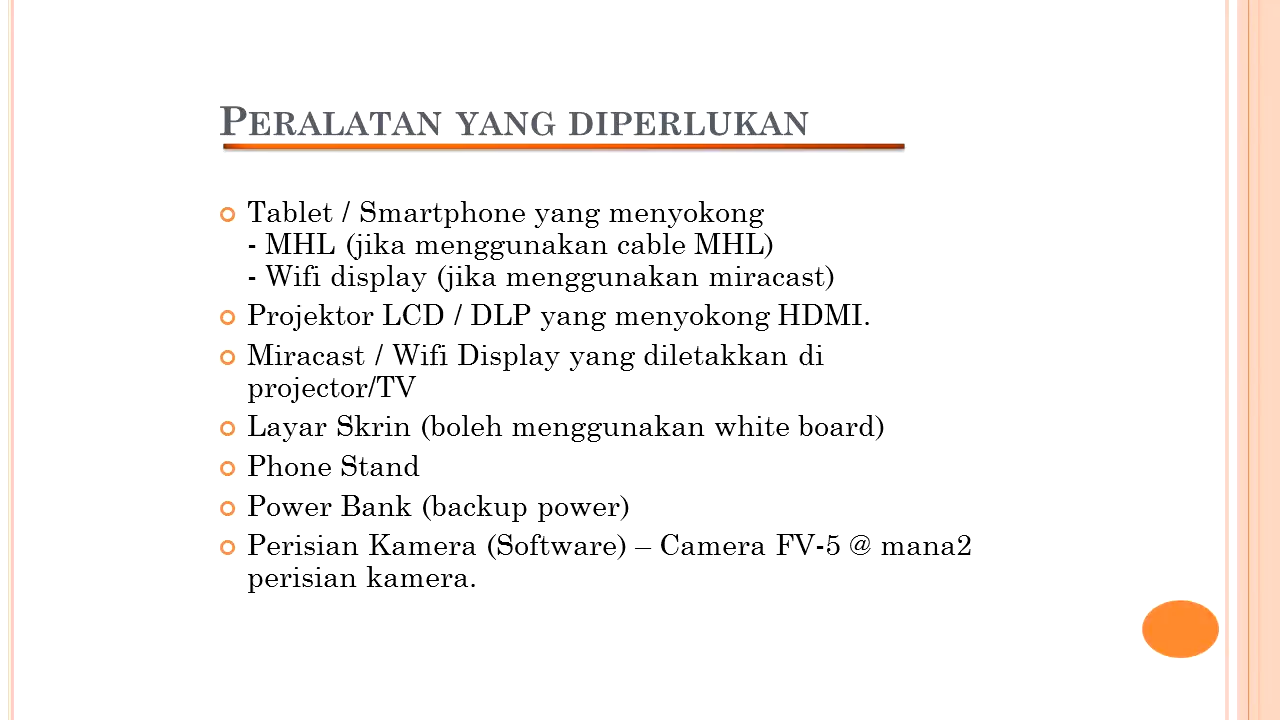 PERALATAN YANG DIPERLUKAN
Tablet / Smartphone yang menyokong
- MHL (jika menggunakan cable MHL)
- Wifi display (jika menggunakan miracast)
Projektor LCD / DLP yang menyokong HDMI.
Miracast / Wifi Display yang diletakkan di
projector/TV
Layar Skrin (boleh menggunakan white board)
Phone Stand
Power Bank (backup power)
Perisian Kamera (Software) – Camera FV-5 @ mana2
perisian kamera.